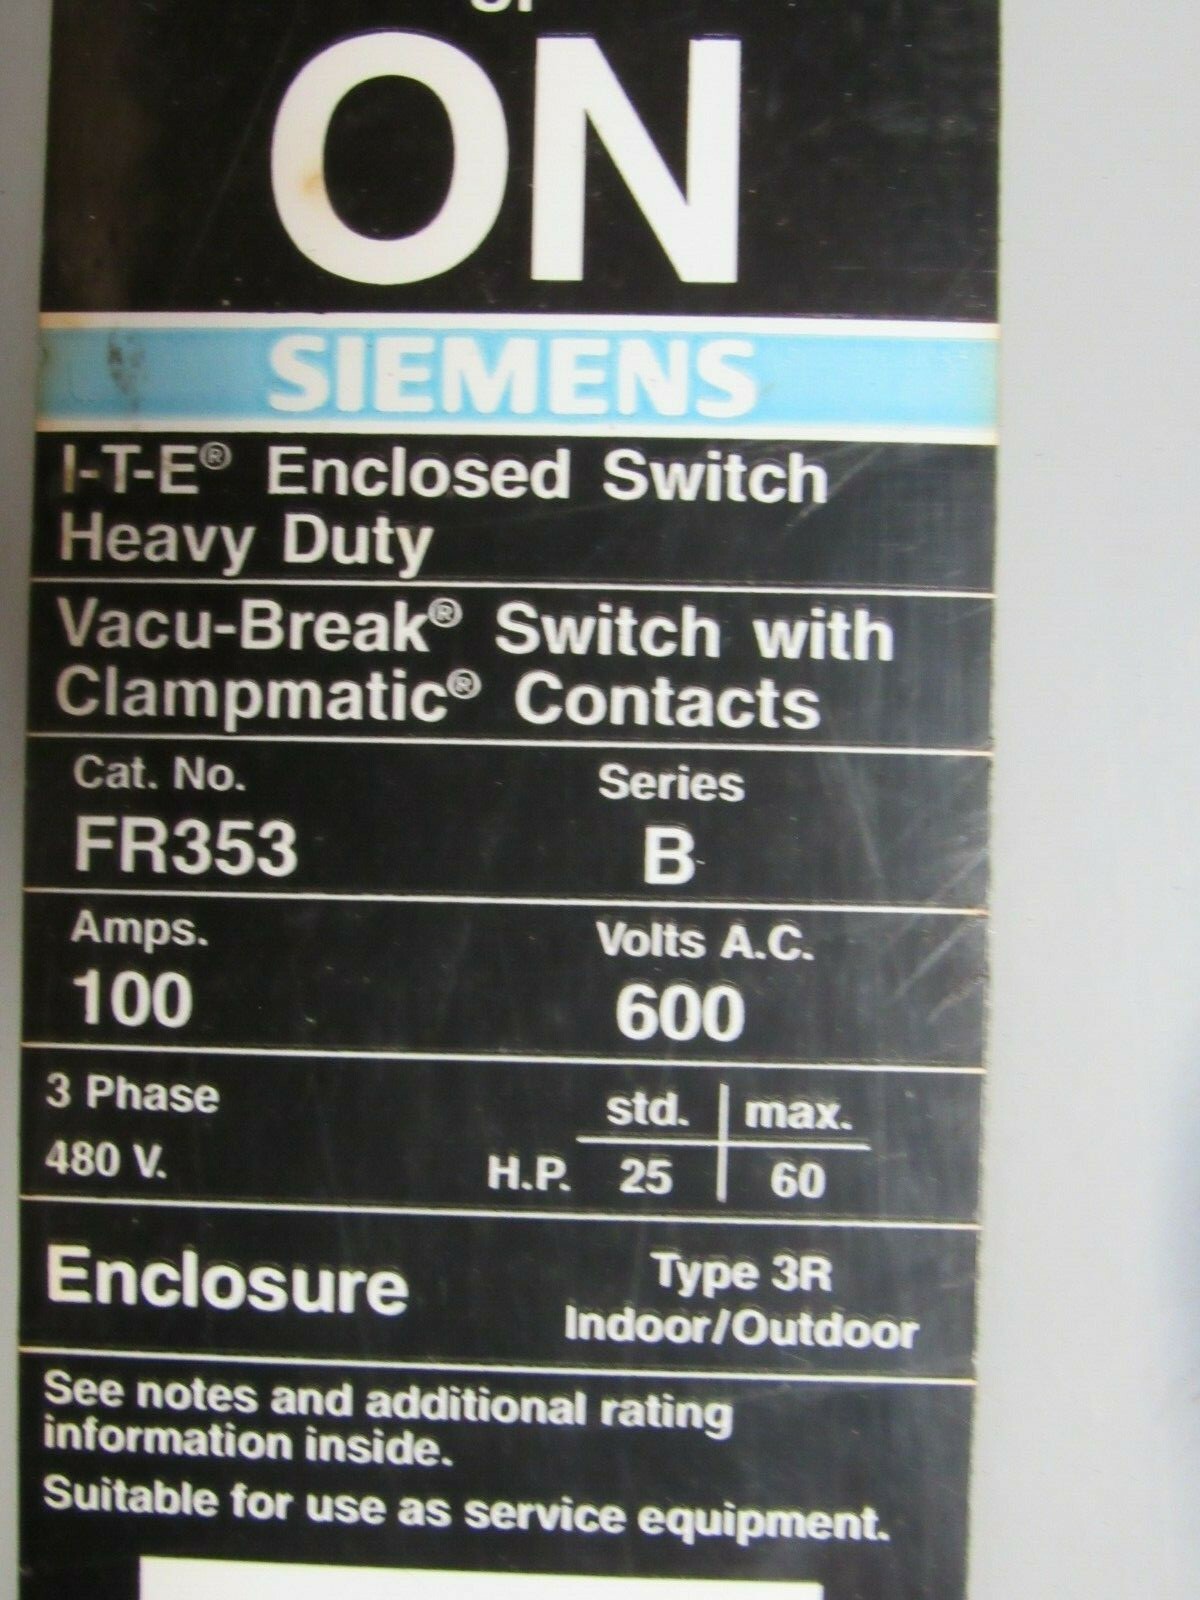 ON
SIEMENS
I-T-E® Enclosed Switch
Heavy Duty
Vacu-Break® Switch with
Clampmatic® Contacts
Cat. No. Series
FR353 B
Amps. Volts A.C.
100 600
3 Phase std. max.
480 V. H.P. 25 60
Enclosure Type 3R
Indoor/Outdoor
See notes and additional rating
information inside.
Suitable for use as service equipment.